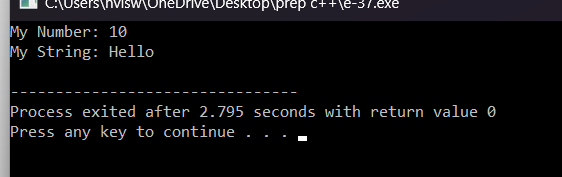 C:\Users\nvisw\OneDrive\Desktop\prep c++\e-37.exe
My Number: 10
My String: Hello
--------------------------------
Process exited after 2.795 seconds with return value 0
Press any key to continue . . .